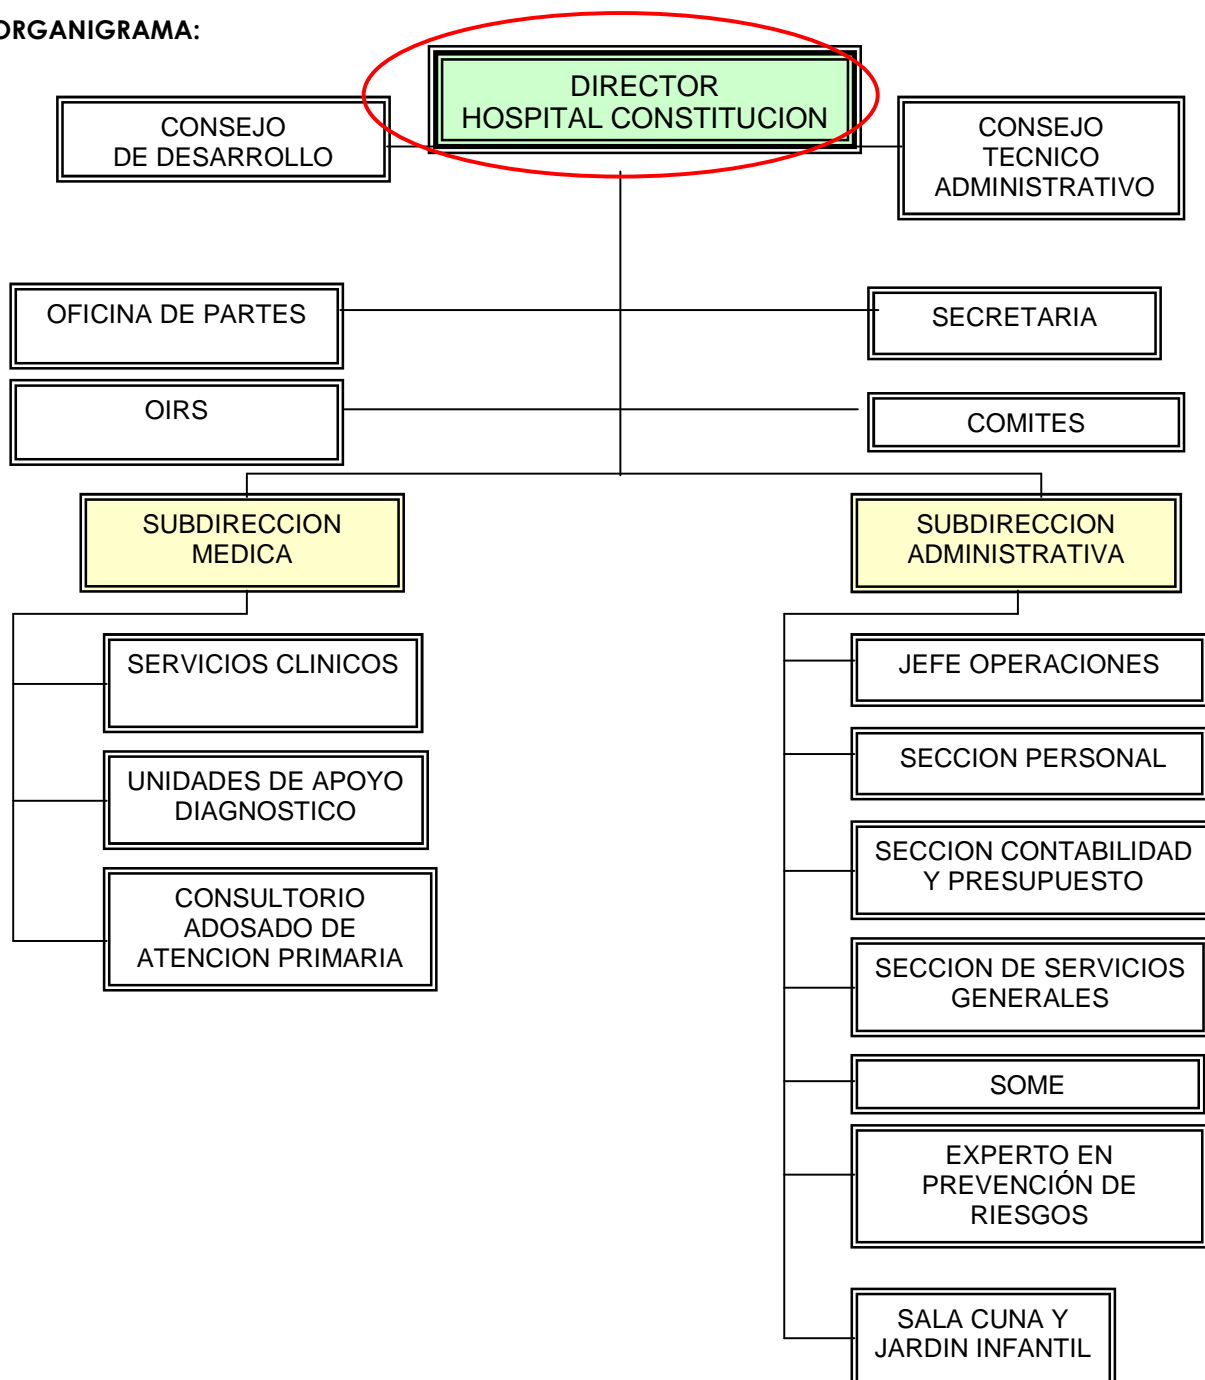 ORGANIGRAMA:
DIRECTOR
HOSPITAL CONSTITUCION
CONSEJO
DE DESARROLLO
CONSEJO
TECNICO
ADMINISTRATIVO
OFICINA DE PARTES
SECRETARIA
OIRS
COMITES
SUBDIRECCION
MEDICA
SUBDIRECCION
ADMINISTRATIVA
SERVICIOS CLINICOS
UNIDADES DE APOYO
DIAGNOSTICO
CONSULTORIO
ADOSADO DE
ATENCION PRIMARIA
JEFE OPERACIONES
SECCION PERSONAL
SECCION CONTABILIDAD
Y PRESUPUESTO
SECCION DE SERVICIOS
GENERALES
SOME
EXPERTO EN
PREVENCIÓN DE
RIESGOS
SALA CUNA Y
JARDIN INFANTIL